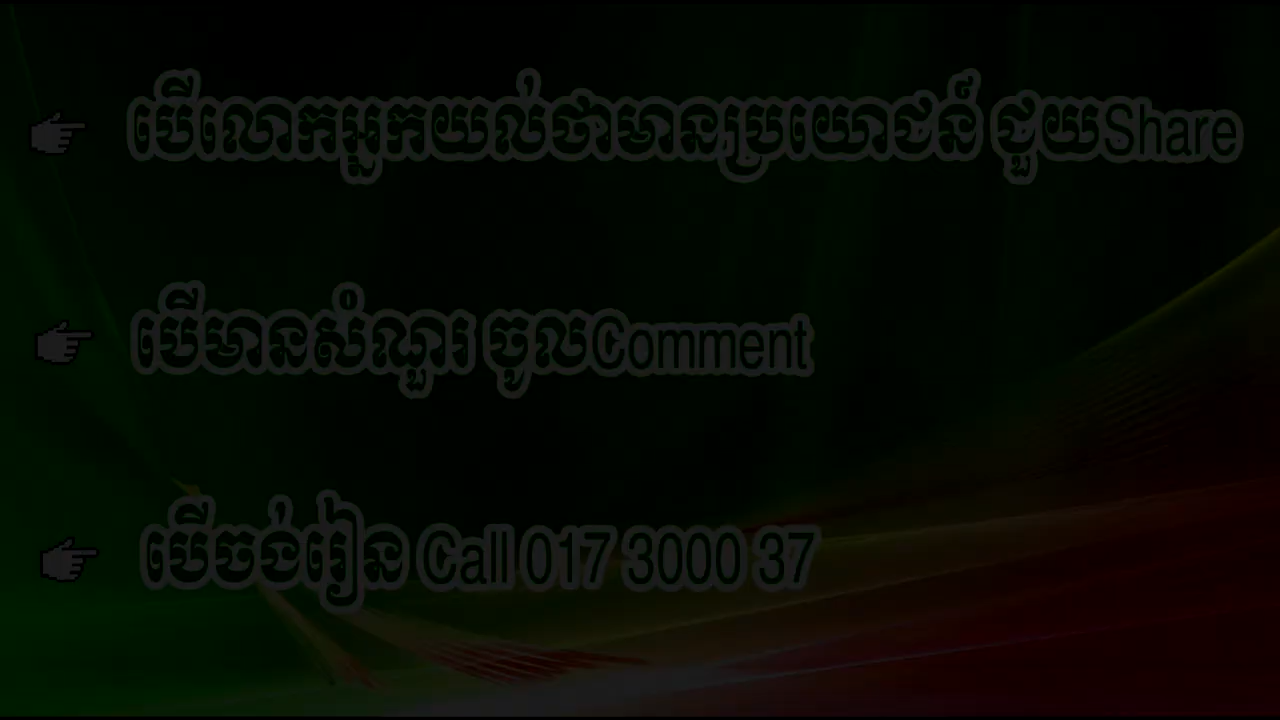 បើលោកអ្នកយល់ថាមានប្រយោជន៍ ជួយShare
បើមានសំណួរ ចូលComment
បើចង់រៀន Call 017 3000 37